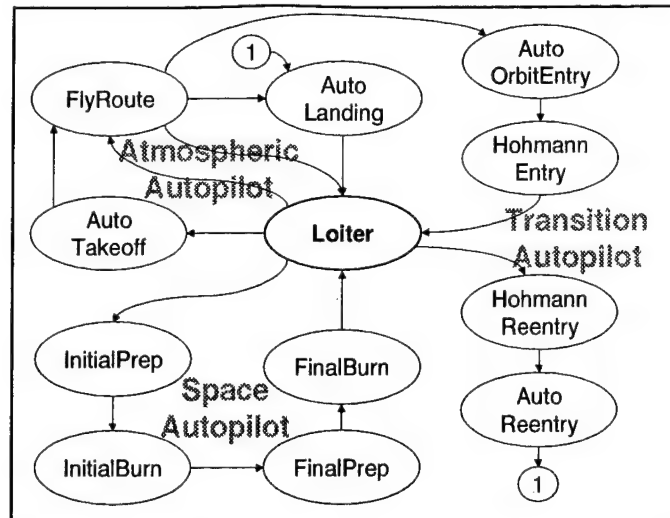 1
Auto
OrbitEntry
FlyRoute
Auto
Landing
Hohmann
Entry
Atmospheric
Autopilot
Auto
Takeoff
Loiter
Transition
Autopilot
Hohmann
Reentry
InitialPrep
FinalBurn
Space
Autopilot
Auto
Reentry
InitialBurn
FinalPrep
1